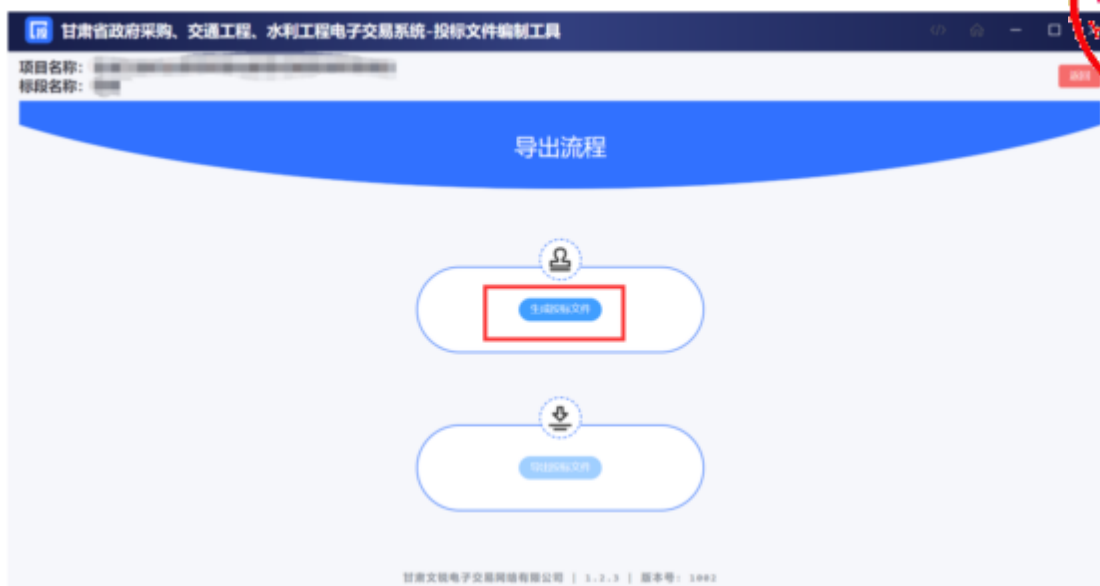 甘肃省政府采购、交通工程、水利工程电子交易系统-投标文件编制工具
项目名称：
标段名称：
返回
导出流程
生成投标文件
导出投标文件
甘肃文锐电子交易网络有限公司 | 1.2.3 | 版本号: 1002